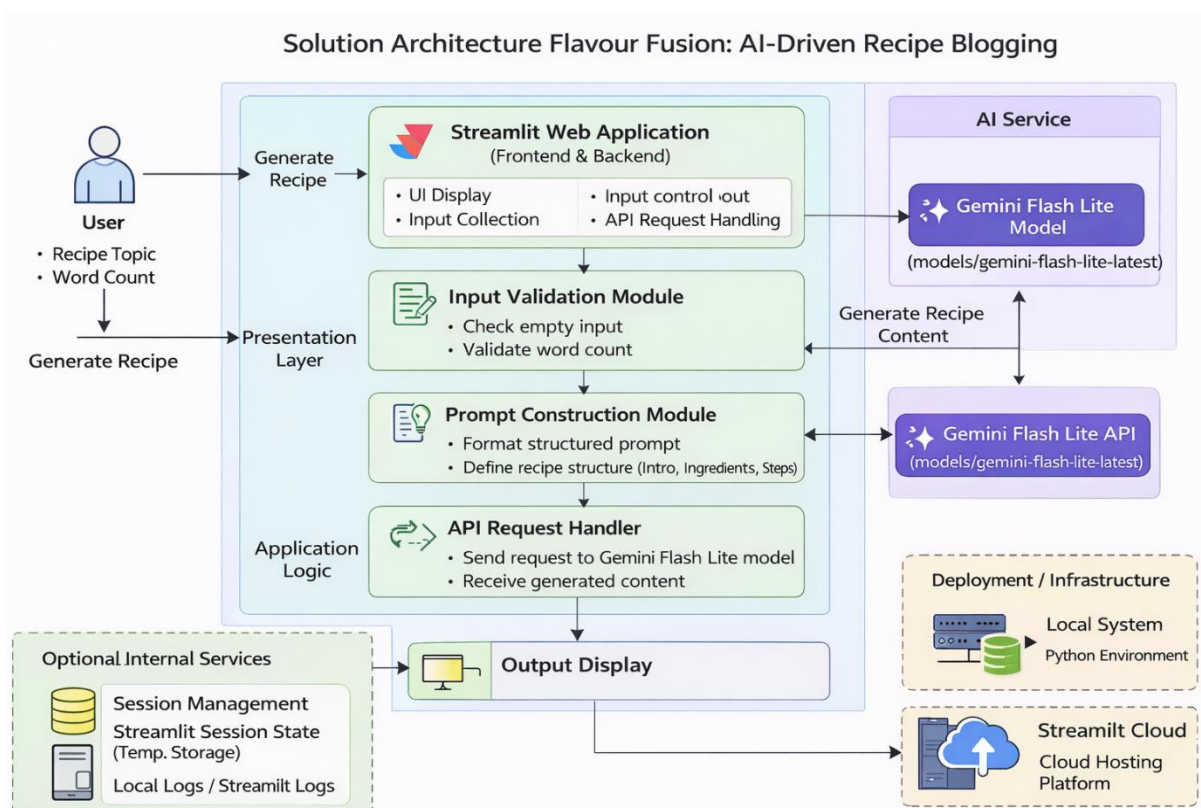 Solution Architecture Flavour Fusion: AI-Driven Recipe Blogging
User
• Recipe Topic
• Word Count
Generate Recipe
Generate
Recipe
Streamlit Web Application
(Frontend & Backend)
• UI Display
• Input Collection
• Input control out
• API Request Handling
Presentation
Layer
Input Validation Module
• Check empty input
• Validate word count
Prompt Construction Module
• Format structured prompt
• Define recipe structure (Intro, Ingredients, Steps)
Application
Logic
API Request Handler
• Send request to Gemini Flash Lite model
• Receive generated content
Output Display
AI Service
Gemini Flash Lite
Model
(models/gemini-flash-lite-latest)
Generate Recipe
Content
Gemini Flash Lite API
(models/gemini-flash-lite-latest)
Optional Internal Services
Session Management
Streamlit Session State
(Temp. Storage)
Local Logs / Streamlit Logs
Deployment / Infrastructure
Local System
Python Environment
Streamilt Cloud
Cloud Hosting
Platform